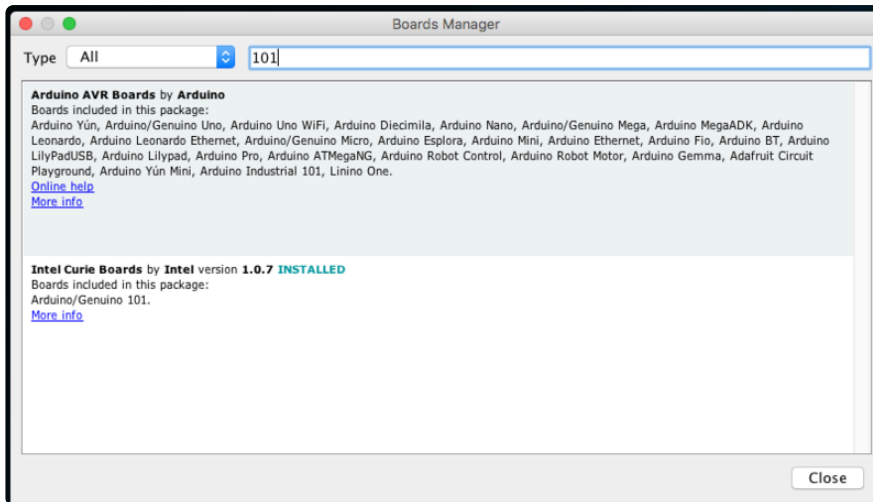 Boards Manager
Type All 101
Arduino AVR Boards by Arduino
Boards included in this package:
Arduino Yún, Arduino/Genuino Uno, Arduino Uno WiFi, Arduino Diecimila, Arduino Nano, Arduino/Genuino Mega, Arduino MegaADK, Arduino
Leonardo, Arduino Leonardo Ethernet, Arduino/Genuino Micro, Arduino Esplora, Arduino Mini, Arduino Ethernet, Arduino Fio, Arduino BT, Arduino
LilyPadUSB, Arduino Lilypad, Arduino Pro, Arduino ATMegaNG, Arduino Robot Control, Arduino Robot Motor, Arduino Gemma, Adafruit Circuit
Playground, Arduino Yún Mini, Arduino Industrial 101, Linino One.
Online help
More info
Intel Curie Boards by Intel version 1.0.7 INSTALLED
Boards included in this package:
Arduino/Genuino 101.
More info
Close